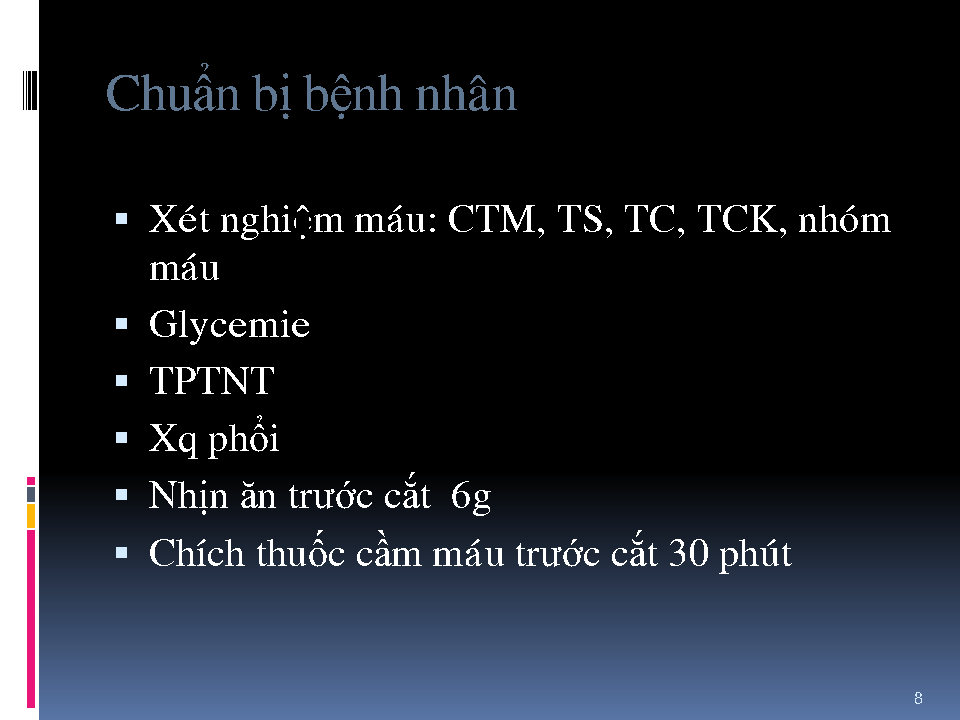 Chuẩn bị bệnh nhân
▪ Xét nghiệm máu: CTM, TS, TC, TCK, nhóm
máu
▪ Glycemie
▪ TPTNT
▪ Xq phổi
▪ Nhịn ăn trước cắt 6g
▪ Chích thuốc cầm máu trước cắt 30 phút
8